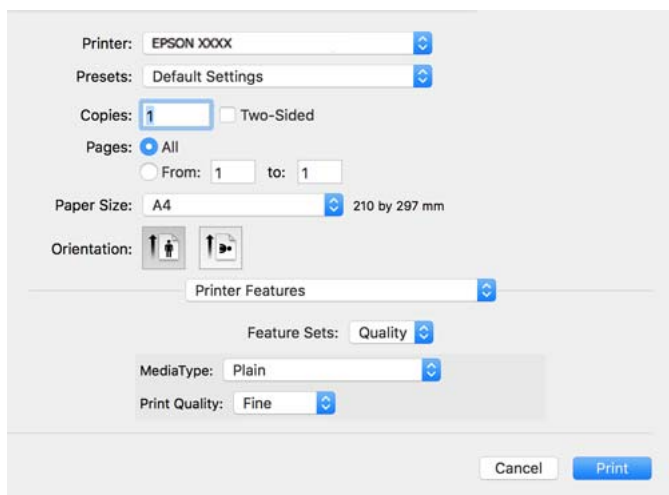 Printer: EPSON XXXX
Presets: Default Settings
Copies: 1 Two-Sided
Pages: All
From: 1 to: 1
Paper Size: A4 210 by 297 mm
Orientation:
Printer Features
Feature Sets: Quality
MediaType: Plain
Print Quality: Fine
Cancel Print